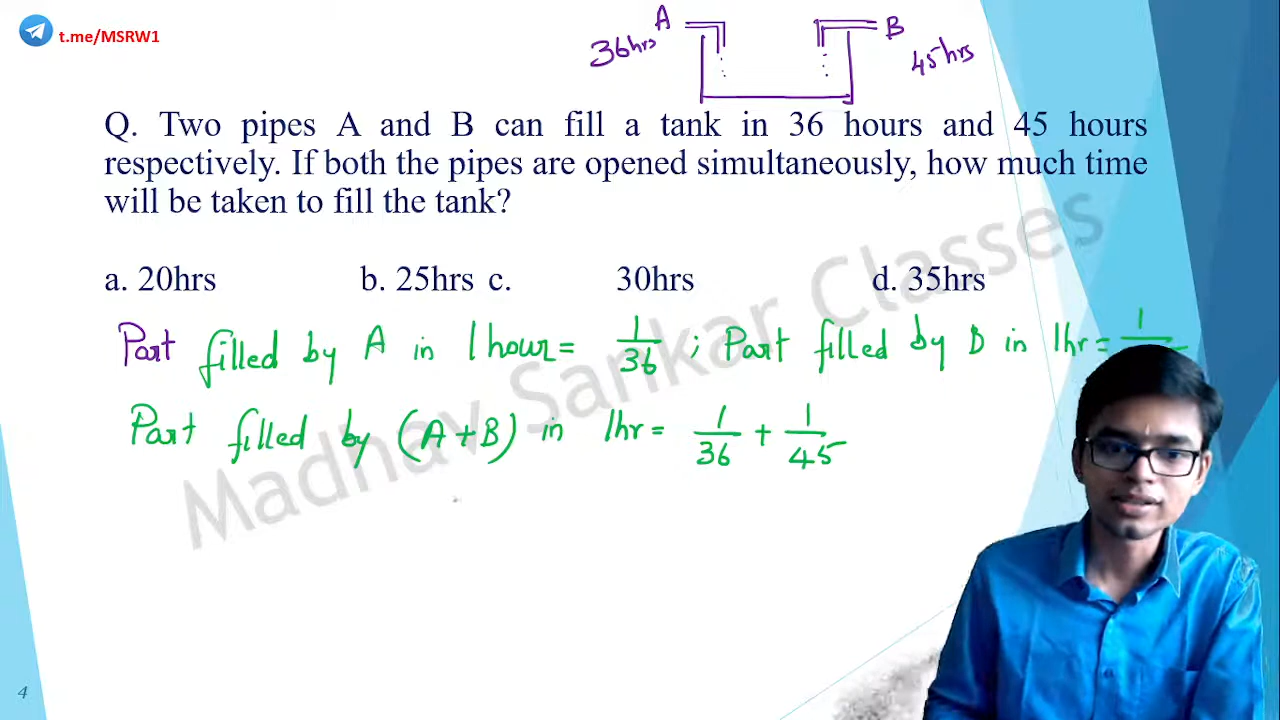 t.me/MSRW1
A B
36hrs 45hrs
Q. Two pipes A and B can fill a tank in 36 hours and 45 hours
respectively. If both the pipes are opened simultaneously, how much time
will be taken to fill the tank?
a. 20hrs b. 25hrs c. 30hrs d. 35hrs
Part filled by A in 1 hour = 1/36 ; Part filled by B in 1hr = 1
Part filled by (A+B) in 1hr = 1/36 + 1/45
Madhav Sankar Classes
4